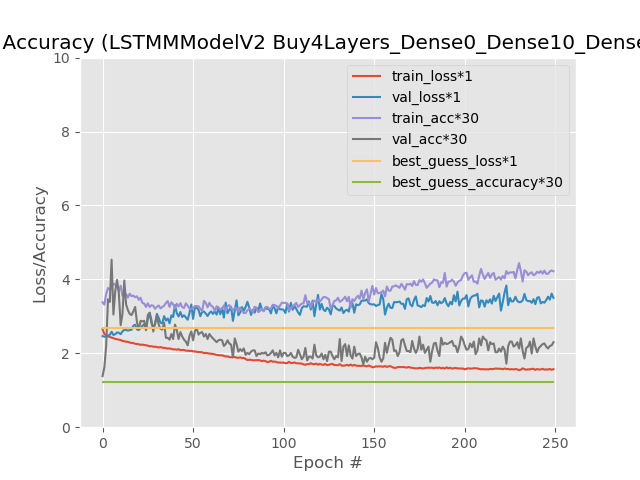 Accuracy (LSTMMModelV2 Buy4Layers_Dense0_Dense10_Dense
10
8
6
4
2
0
Loss/Accuracy
train_loss*1
val_loss*1
train_acc*30
val_acc*30
best_guess_loss*1
best_guess_accuracy*30
0 50 100 150 200 250
Epoch #